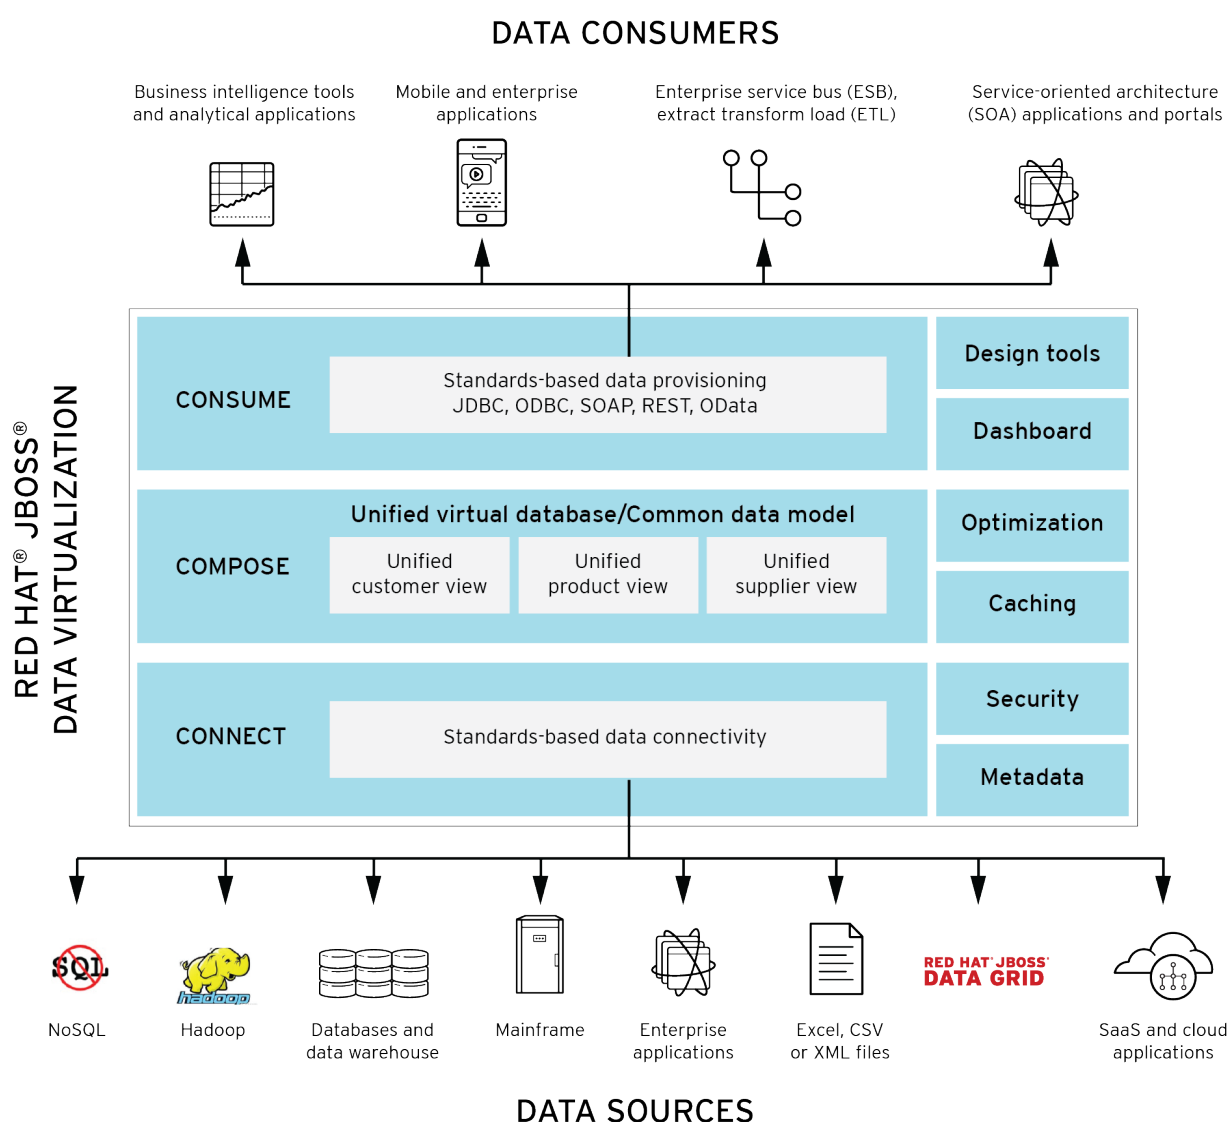 DATA CONSUMERS
Business intelligence tools
and analytical applications
Mobile and enterprise
applications
Enterprise service bus (ESB),
extract transform load (ETL)
Service-oriented architecture
(SOA) applications and portals
RED HAT® JBOSS®
DATA VIRTUALIZATION
CONSUME
Standards-based data provisioning
JDBC, ODBC, SOAP, REST, OData
Design tools
Dashboard
COMPOSE
Unified virtual database/Common data model
Unified
customer view
Unified
product view
Unified
supplier view
Optimization
Caching
CONNECT
Standards-based data connectivity
Security
Metadata
SQL
NoSQL
hadoop
Hadoop
Databases and
data warehouse
Mainframe
Enterprise
applications
Excel, CSV
or XML files
RED HAT® JBOSS®
DATA GRID
SaaS and cloud
applications
DATA SOURCES